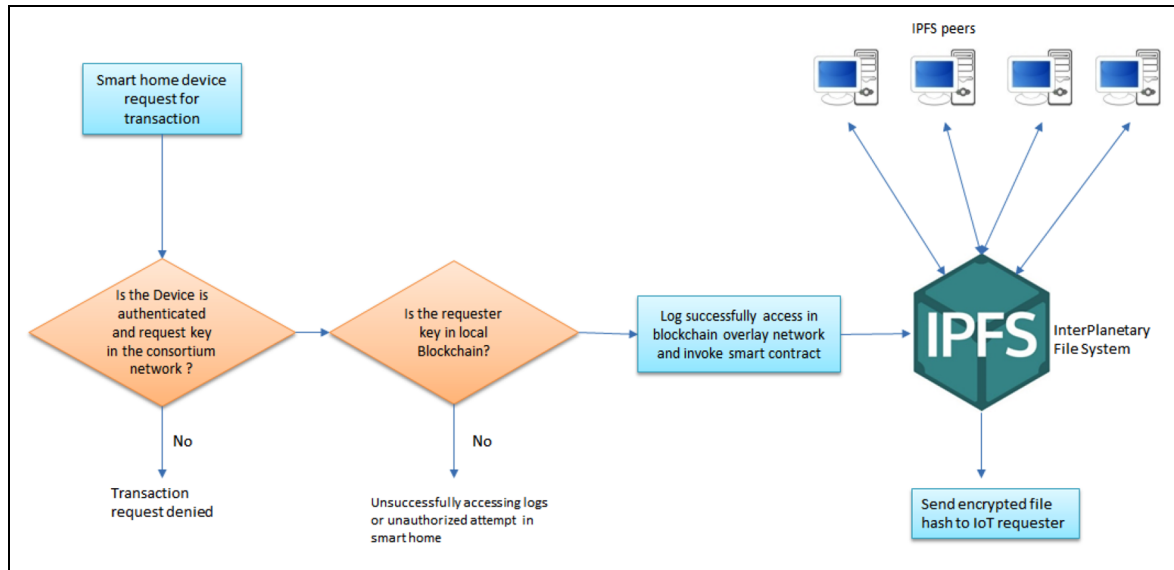 IPFS peers
Smart home device
request for
transaction
Is the Device is
authenticated
and request key
in the consortium
network ?
Is the requester
key in local
Blockchain?
Log successfully access in
blockchain overlay network
and invoke smart contract
IPFS
InterPlanetary
File System
No
No
Transaction
request denied
Unsuccessfully accessing logs
or unauthorized attempt in
smart home
Send encrypted file
hash to IoT requester